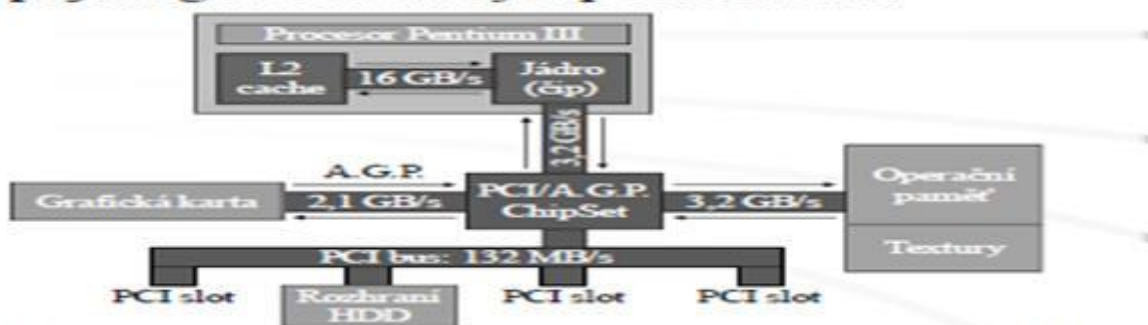 Procesor Pentium III
L2
cache
16 GB/s
Jádro
(čip)
3,2 GB/s
A.G.P.
Grafická karta
2,1 GB/s
PCI/A.G.P.
ChipSet
3,2 GB/s
Operační
paměť
Textury
PCI bus: 132 MB/s
PCI slot
Rozhraní
HDD
PCI slot
PCI slot